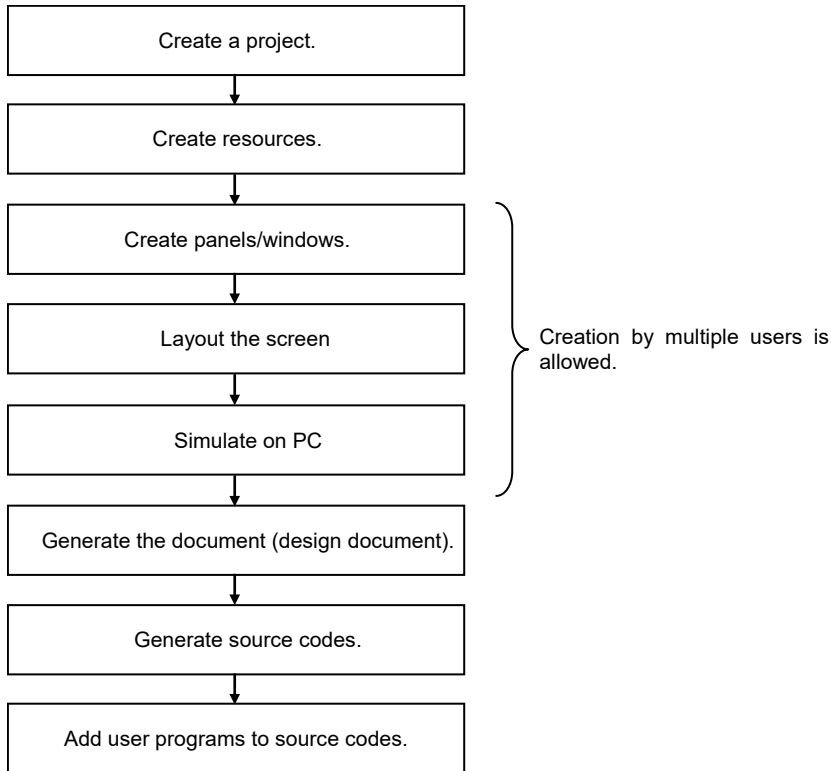 Create a project.
Create resources.
Create panels/windows.
Layout the screen
Creation by multiple users is
allowed.
Simulate on PC
Generate the document (design document).
Generate source codes.
Add user programs to source codes.